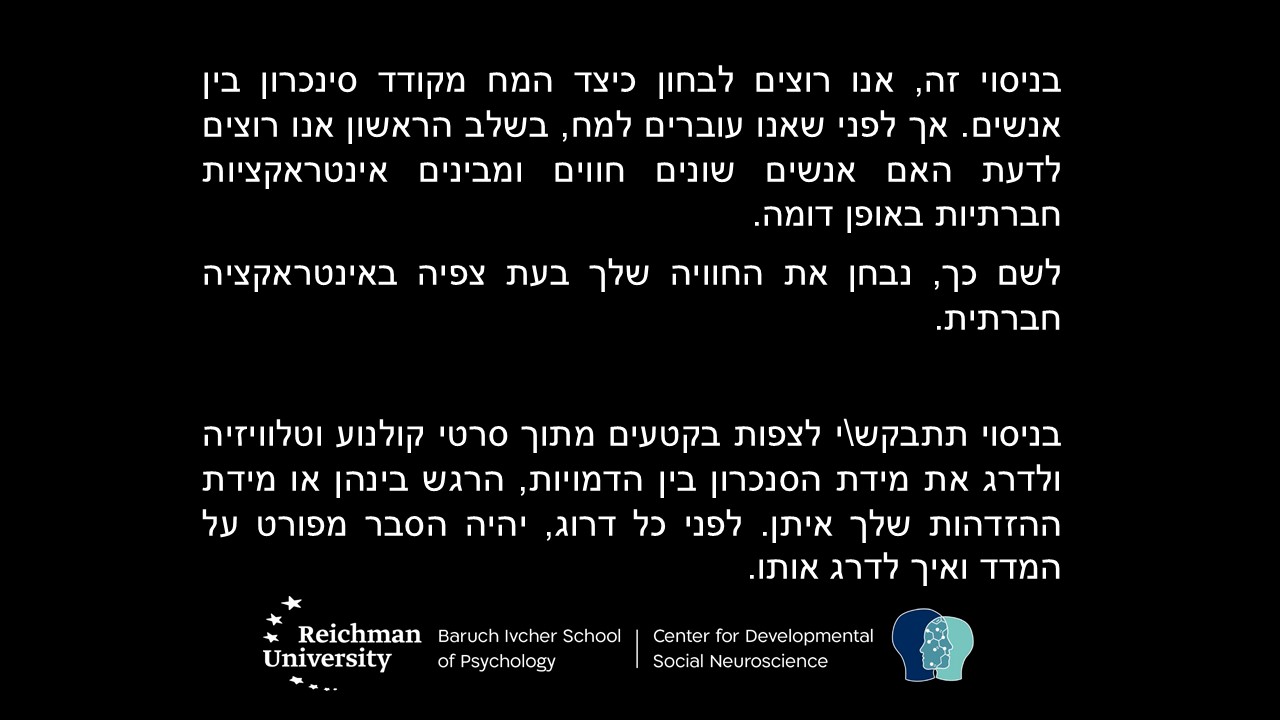 בניסוי זה, אנו רוצים לבחון כיצד המח מקודד סינכרון בין
אנשים. אך לפני שאנו עוברים למח, בשלב הראשון אנו רוצים
לדעת האם אנשים שונים חווים ומבינים אינטראקציות
חברתיות באופן דומה.
לשם כך, נבחן את החוויה שלך בעת צפיה באינטראקציה
חברתית.
בניסוי תתבקש\י לצפות בקטעים מתוך סרטי קולנוע וטלוויזיה
ולדרג את מידת הסנכרון בין הדמויות, הרגש בינהן או מידת
ההזדהות שלך איתן. לפני כל דרוג, יהיה הסבר מפורט על
המדד ואיך לדרג אותו.
Reichman
University
Baruch Ivcher School
of Psychology
Center for Developmental
Social Neuroscience